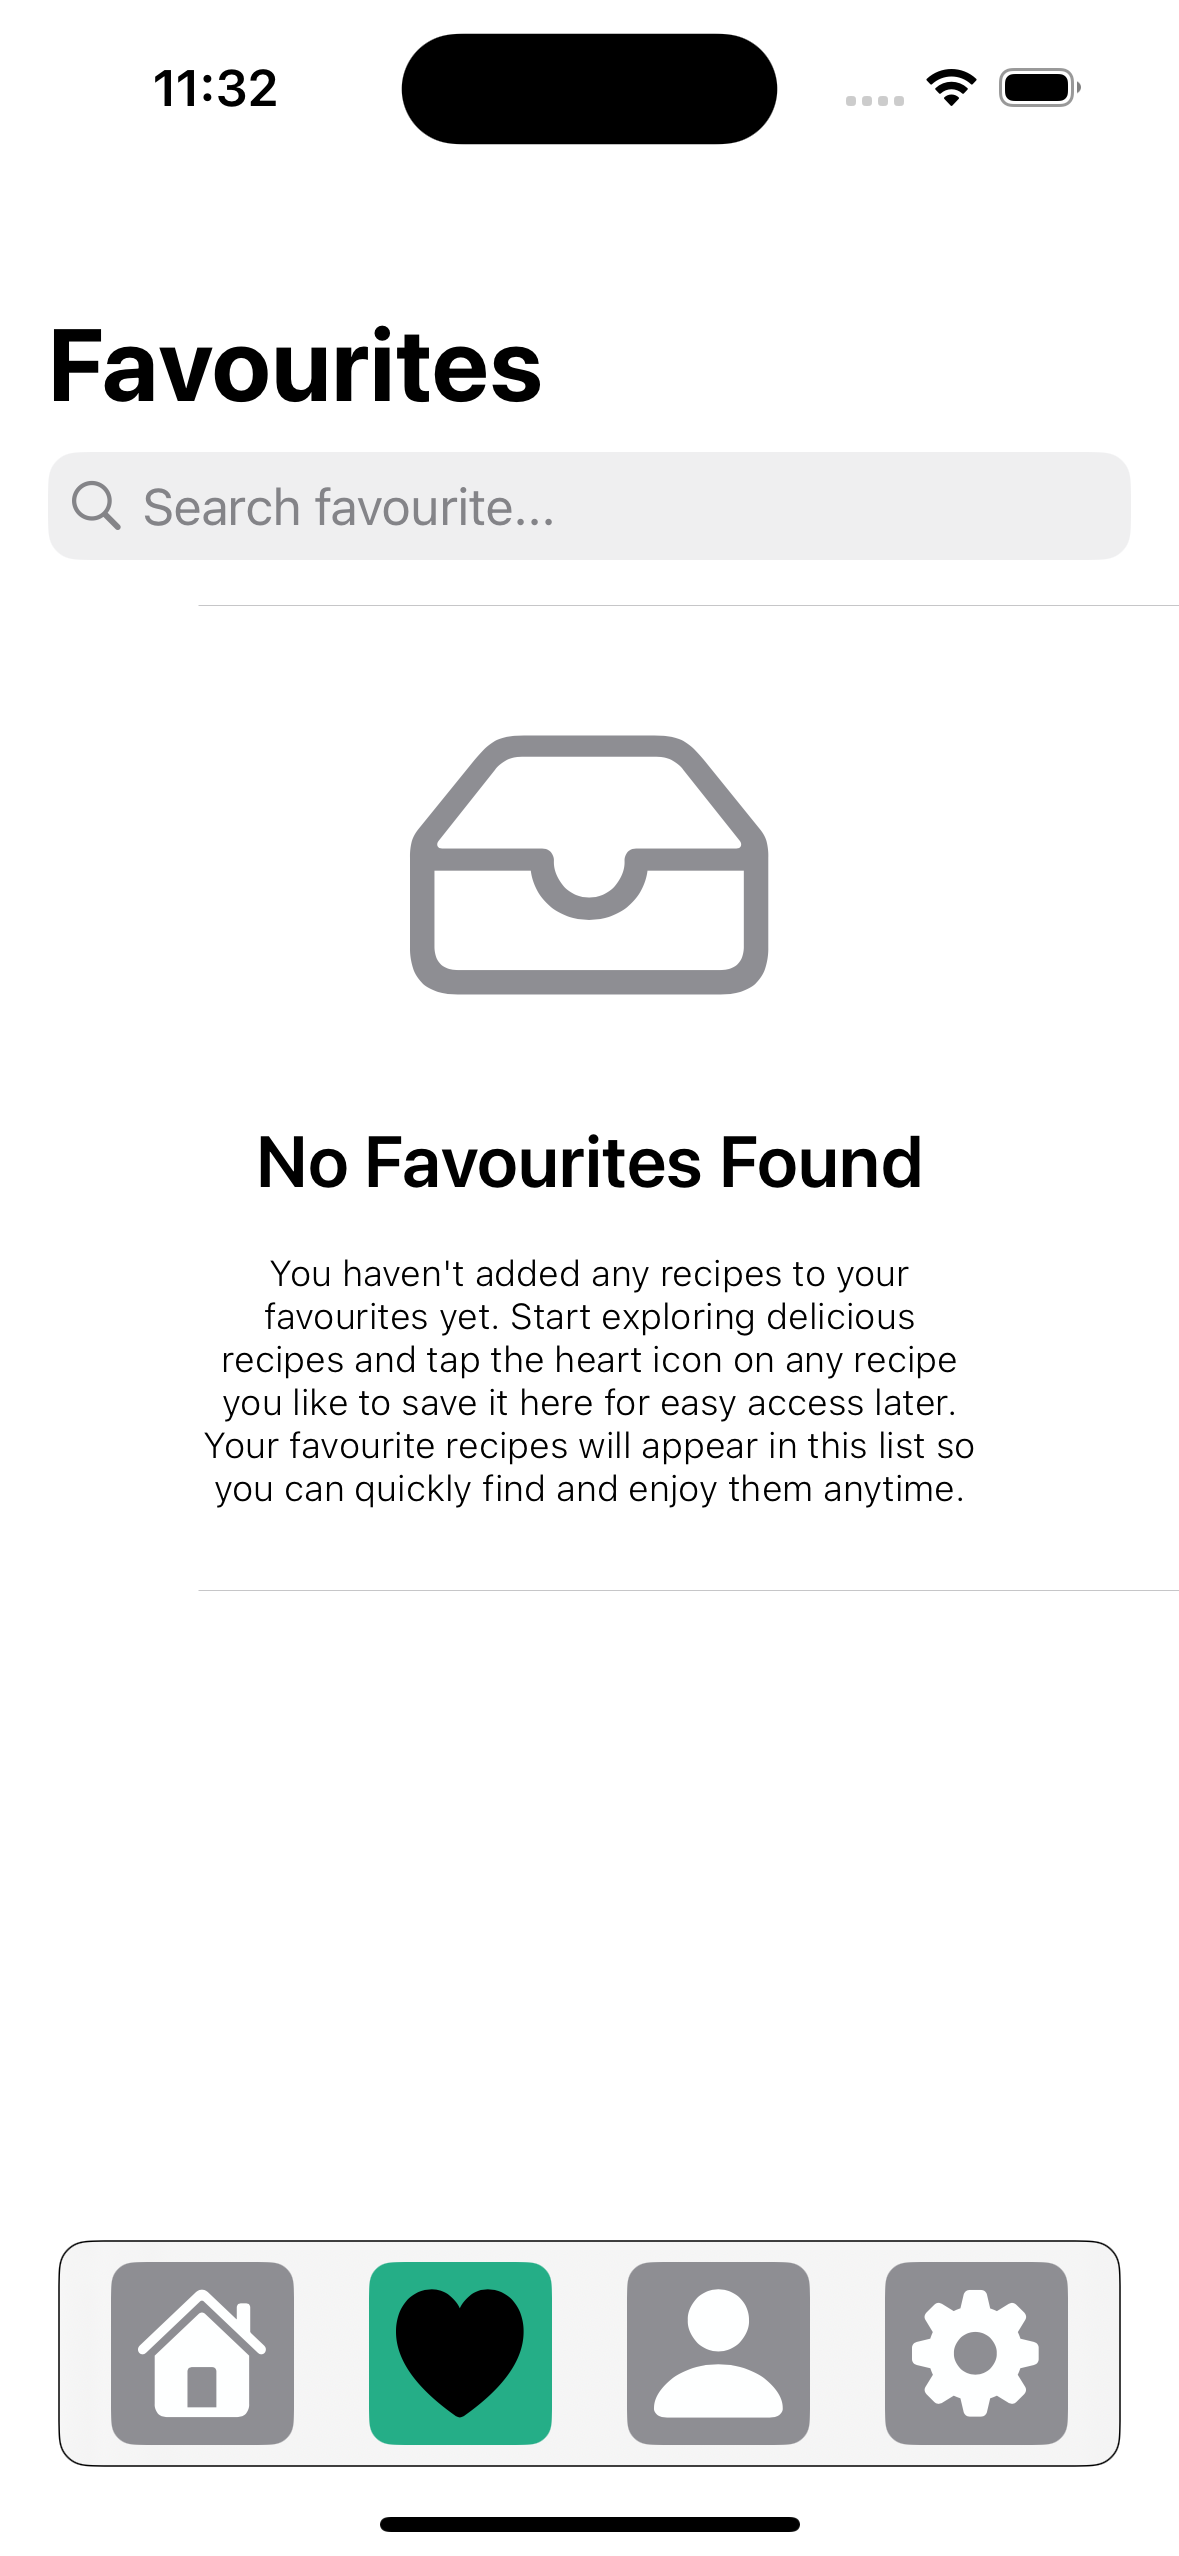 11:32
Favourites
Search favourite...
No Favourites Found
You haven't added any recipes to your
favourites yet. Start exploring delicious
recipes and tap the heart icon on any recipe
you like to save it here for easy access later.
Your favourite recipes will appear in this list so
you can quickly find and enjoy them anytime.